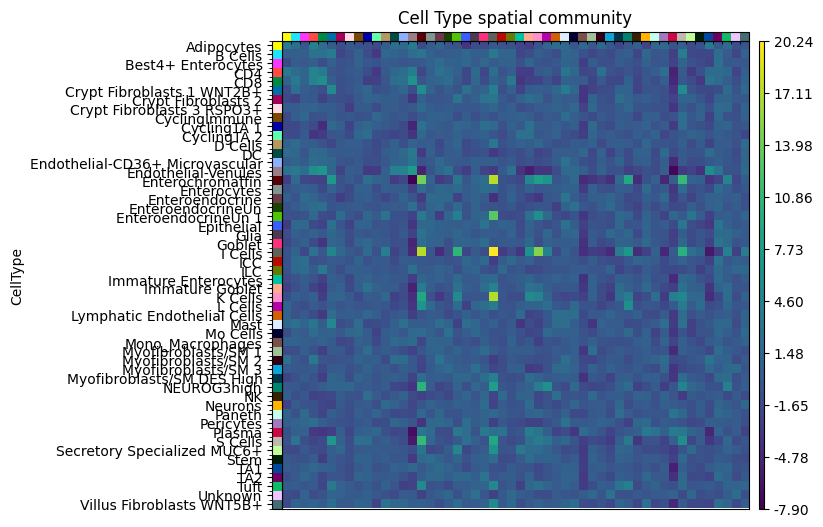 Cell Type spatial community
CellType
Adipocytes
B Cells
Best4+ Enterocytes
CD4
CD8
Crypt Fibroblasts 1 WNT2B+
Crypt Fibroblasts 2
Crypt Fibroblasts 3 RSPO3+
CyclingImmune
CyclingTA 1
CyclingTA 2
D Cells
DC
Endothelial-CD36+ Microvascular
Endothelial-Venules
Enterochromaffin
Enterocytes
Enteroendocrine
EnteroendocrineUn
EnteroendocrineUn 1
Epithelial
Glia
Goblet
I Cells
ICC
ILC
Immature Enterocytes
Immature Goblet
K Cells
L Cells
Lymphatic Endothelial Cells
Mast
Mo Cells
Mono_Macrophages
Myofibroblasts/SM 1
Myofibroblasts/SM 2
Myofibroblasts/SM 3
Myofibroblasts/SM DES High
NEUROG3high
NK
Neurons
Paneth
Pericytes
Plasma
S Cells
Secretory Specialized MUC6+
Stem
TA1
TA2
Tuft
Unknown
Villus Fibroblasts WNT5B+
20.24
17.11
13.98
10.86
7.73
4.60
1.48
-1.65
-4.78
-7.90